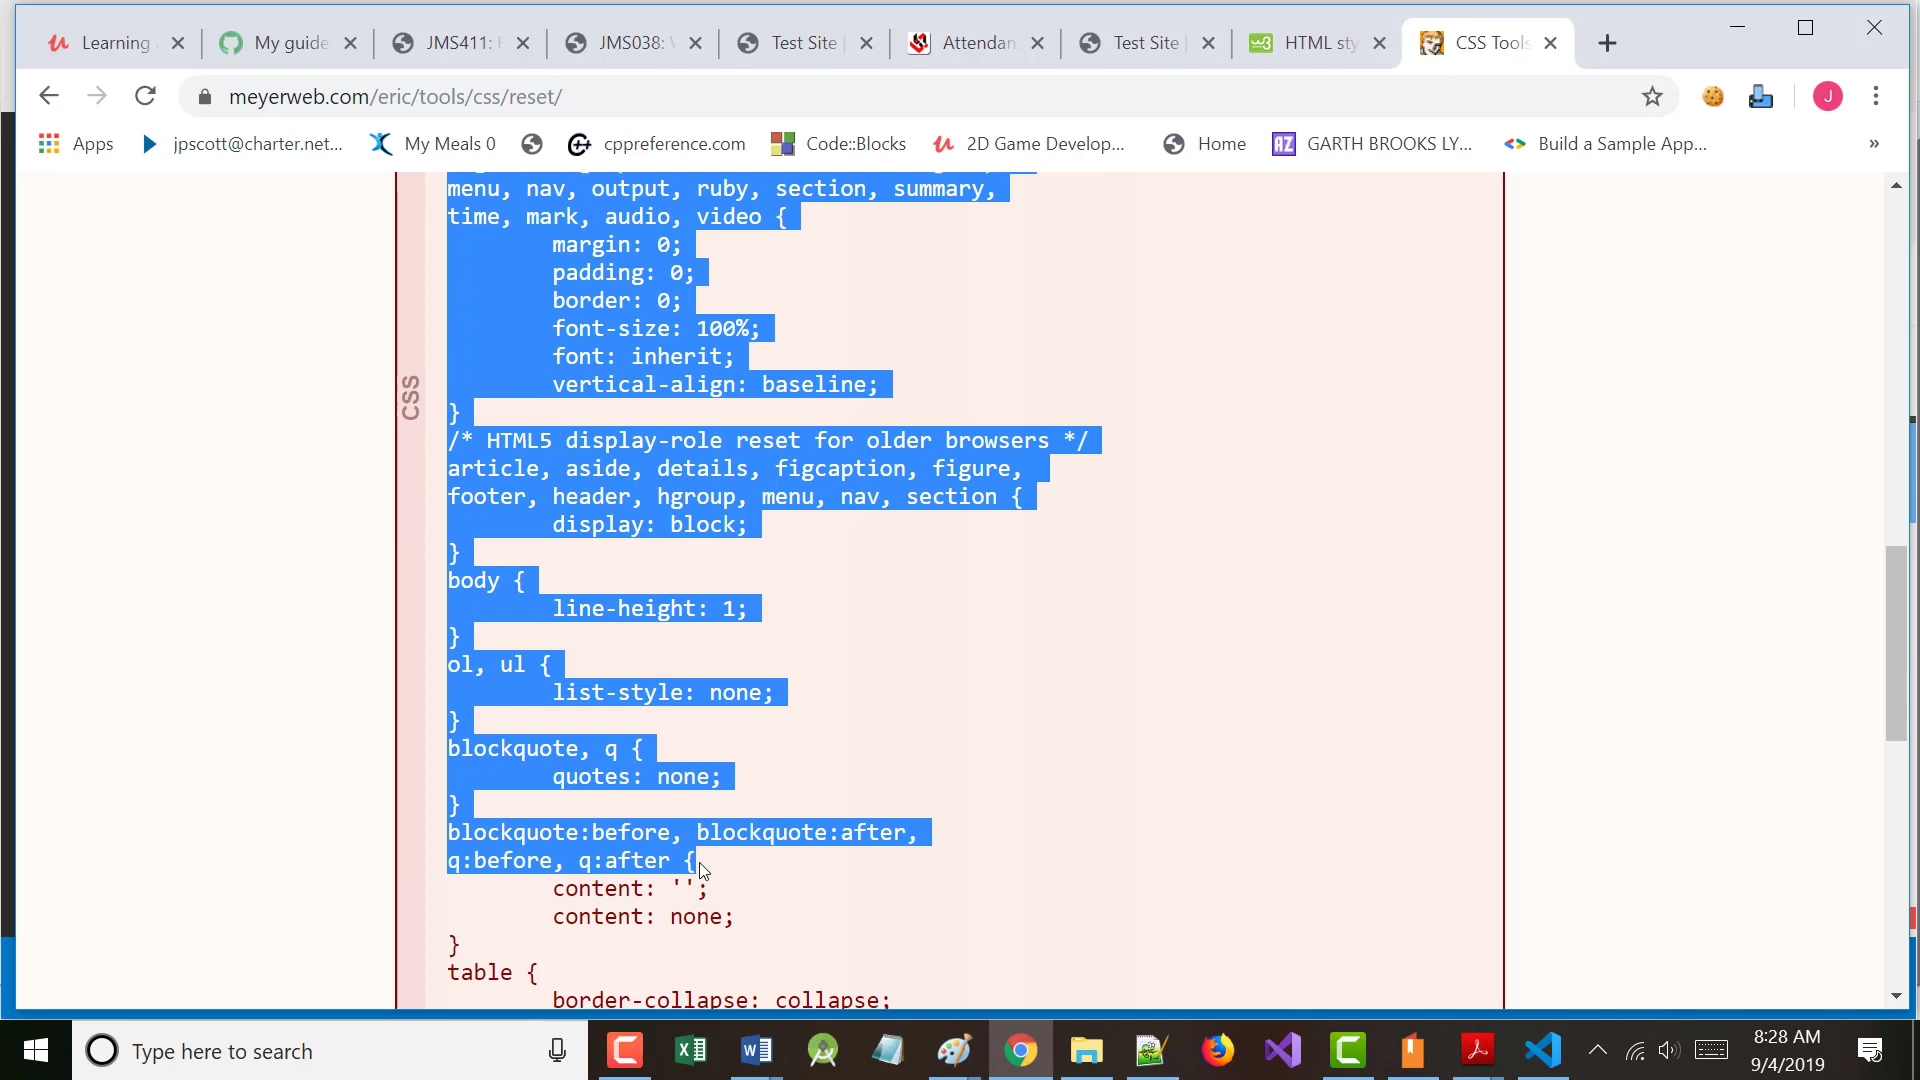 Learning
My guide
JMS411:
JMS038:
Test Site
Attendan
Test Site
HTML sty
CSS Tools
meyerweb.com/eric/tools/css/reset/
J
Apps
jpscott@charter.net...
My Meals 0
cppreference.com
Code::Blocks
2D Game Develop...
Home
AZ
GARTH BROOKS LY...
Build a Sample App...
»
CSS
menu, nav, output, ruby, section, summary,
time, mark, audio, video {
margin: 0;
padding: 0;
border: 0;
font-size: 100%;
font: inherit;
vertical-align: baseline;
}
/* HTML5 display-role reset for older browsers */
article, aside, details, figcaption, figure,
footer, header, hgroup, menu, nav, section {
display: block;
}
body {
line-height: 1;
}
ol, ul {
list-style: none;
}
blockquote, q {
quotes: none;
}
blockquote:before, blockquote:after,
q:before, q:after {
content: '';
content: none;
}
table {
border-collapse: collapse;
Type here to search
8:28 AM
9/4/2019